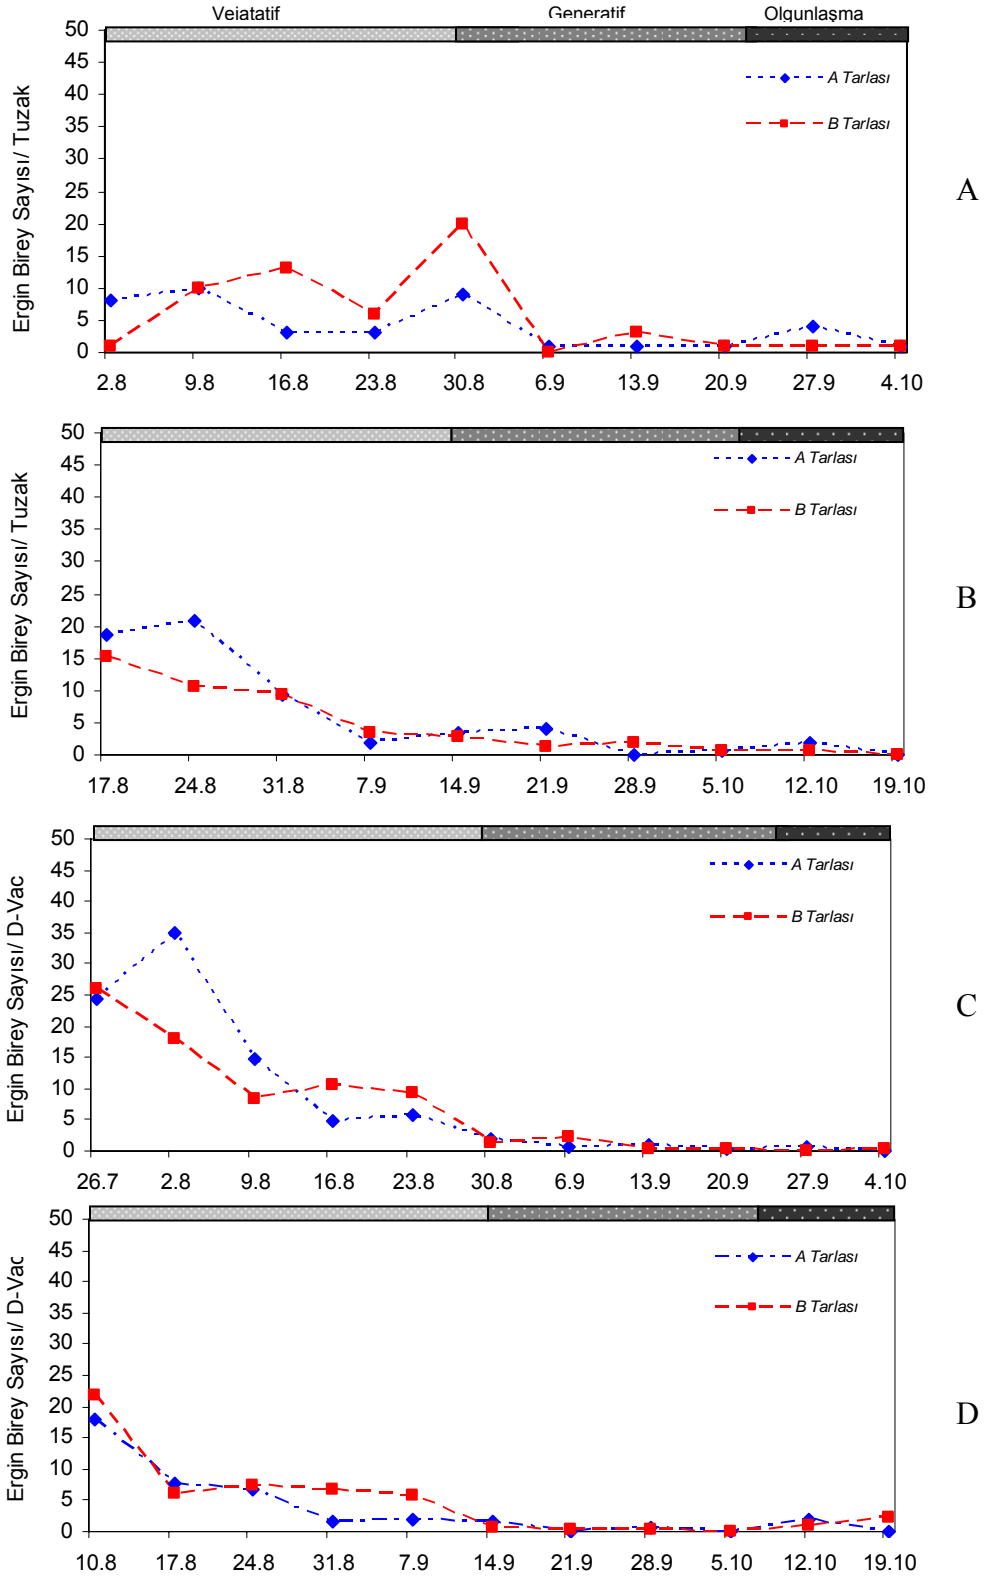 Veiatatif Generatif Olgunlaşma
50
45
40
35
30
25
20
15
10
5
0
Ergin Birey Sayısı/ Tuzak
A Tarlası
B Tarlası
A
2.8 9.8 16.8 23.8 30.8 6.9 13.9 20.9 27.9 4.10
50
45
40
35
30
25
20
15
10
5
0
Ergin Birey Sayısı/ Tuzak
A Tarlası
B Tarlası
B
17.8 24.8 31.8 7.9 14.9 21.9 28.9 5.10 12.10 19.10
50
45
40
35
30
25
20
15
10
5
0
Ergin Birey Sayısı/ D-Vac
A Tarlası
B Tarlası
C
26.7 2.8 9.8 16.8 23.8 30.8 6.9 13.9 20.9 27.9 4.10
50
45
40
35
30
25
20
15
10
5
0
Ergin Birey Sayısı/ D-Vac
A Tarlası
B Tarlası
D
10.8 17.8 24.8 31.8 7.9 14.9 21.9 28.9 5.10 12.10 19.10